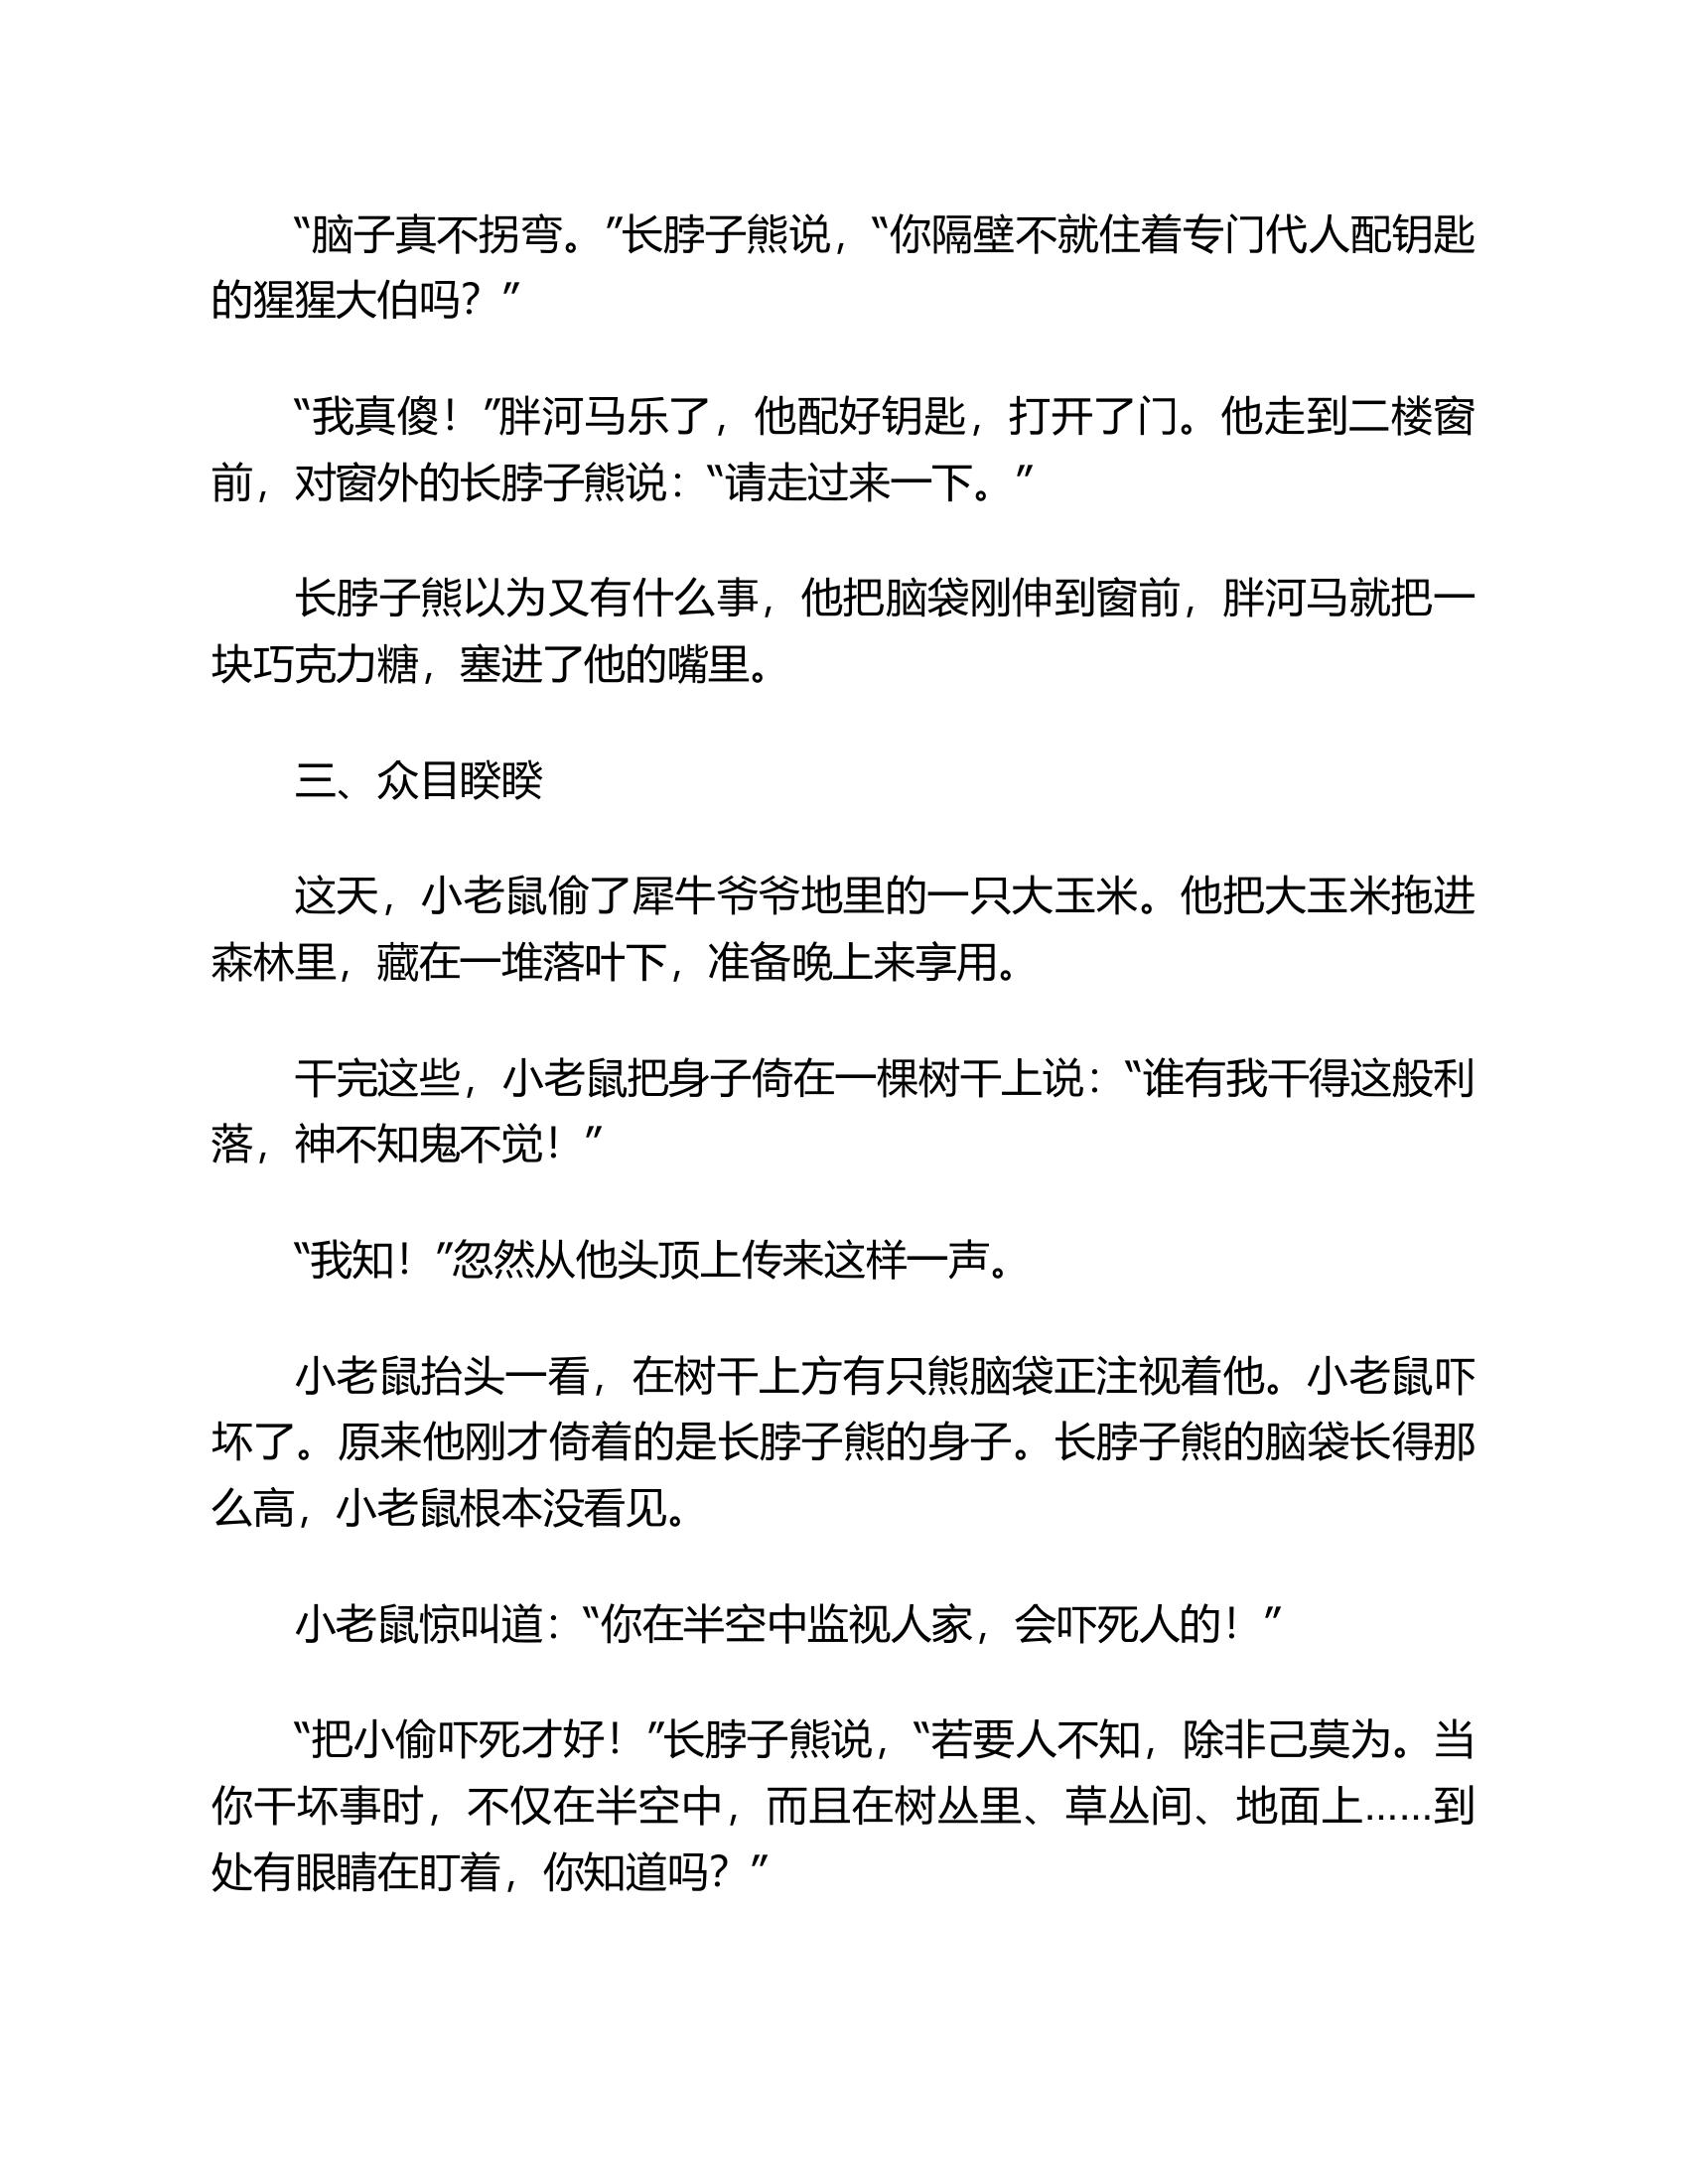 “脑子真不拐弯。”长脖子熊说，“你隔壁不就住着专门代人配钥匙
的猩猩大伯吗？”
“我真傻！”胖河马乐了，他配好钥匙，打开了门。他走到二楼窗
前，对窗外的长脖子熊说：“请走过来一下。”
长脖子熊以为又有什么事，他把脑袋刚伸到窗前，胖河马就把一
块巧克力糖，塞进了他的嘴里。
三、众目睽睽
这天，小老鼠偷了犀牛爷爷地里的一只大玉米。他把大玉米拖进
森林里，藏在一堆落叶下，准备晚上来享用。
干完这些，小老鼠把身子倚在一棵树干上说：“谁有我干得这般利
落，神不知鬼不觉！”
“我知！”忽然从他头顶上传来这样一声。
小老鼠抬头一看，在树干上方有只熊脑袋正注视着他。小老鼠吓
坏了。原来他刚才倚着的是长脖子熊的身子。长脖子熊的脑袋长得那
么高，小老鼠根本没看见。
小老鼠惊叫道：“你在半空中监视人家，会吓死人的！”
“把小偷吓死才好！”长脖子熊说，“若要人不知，除非己莫为。当
你干坏事时，不仅在半空中，而且在树丛里、草丛间、地面上……到
处有眼睛在盯着，你知道吗？”